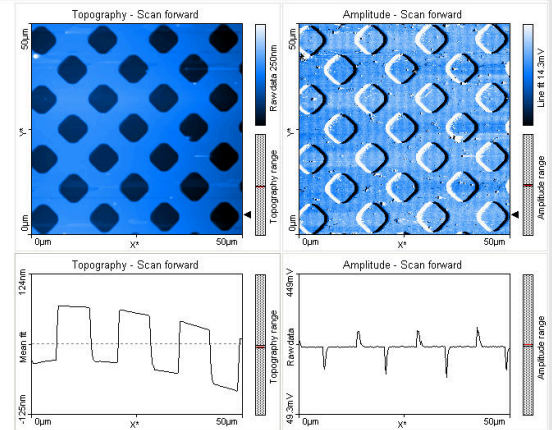 Topography - Scan forward
50µm
Y*
0µm
0µm
X*
50µm
Raw data 250nm
Topography range
Amplitude - Scan forward
50µm
Y*
0µm
0µm
X*
50µm
Line fit 14.3mV
Amplitude range
Topography - Scan forward
124nm
Mean fit
-125nm
0µm
X*
50µm
Topography range
Amplitude - Scan forward
449mV
Raw data
49.3mV
0µm
X*
50µm
Amplitude range